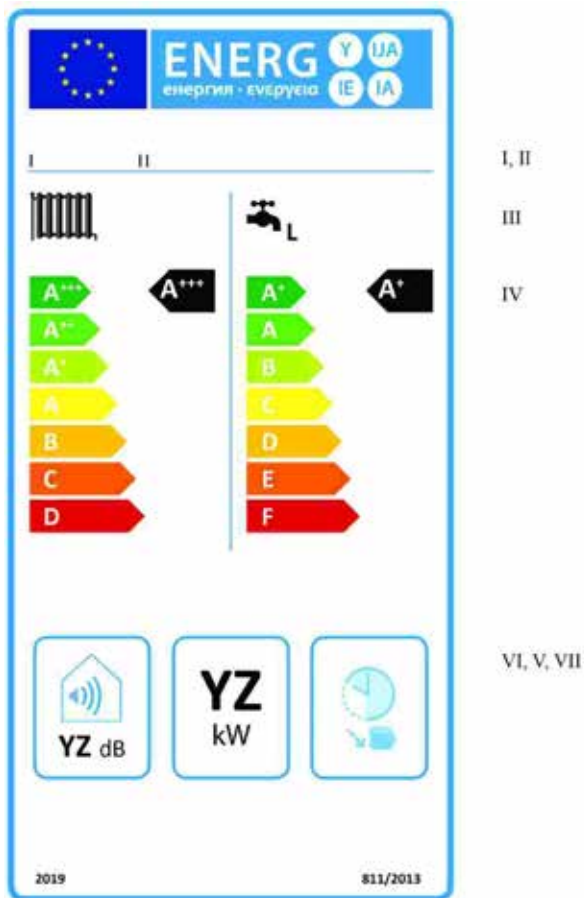 ENERG Y IJA
енергия · ενεργεια IE IA
I II I, II
L III
A+++ A+++ A+ A+ IV
A++ A
A+ B
A C
B D
C E
D F
YZ dB YZ kW VI, V, VII
2019 811/2013